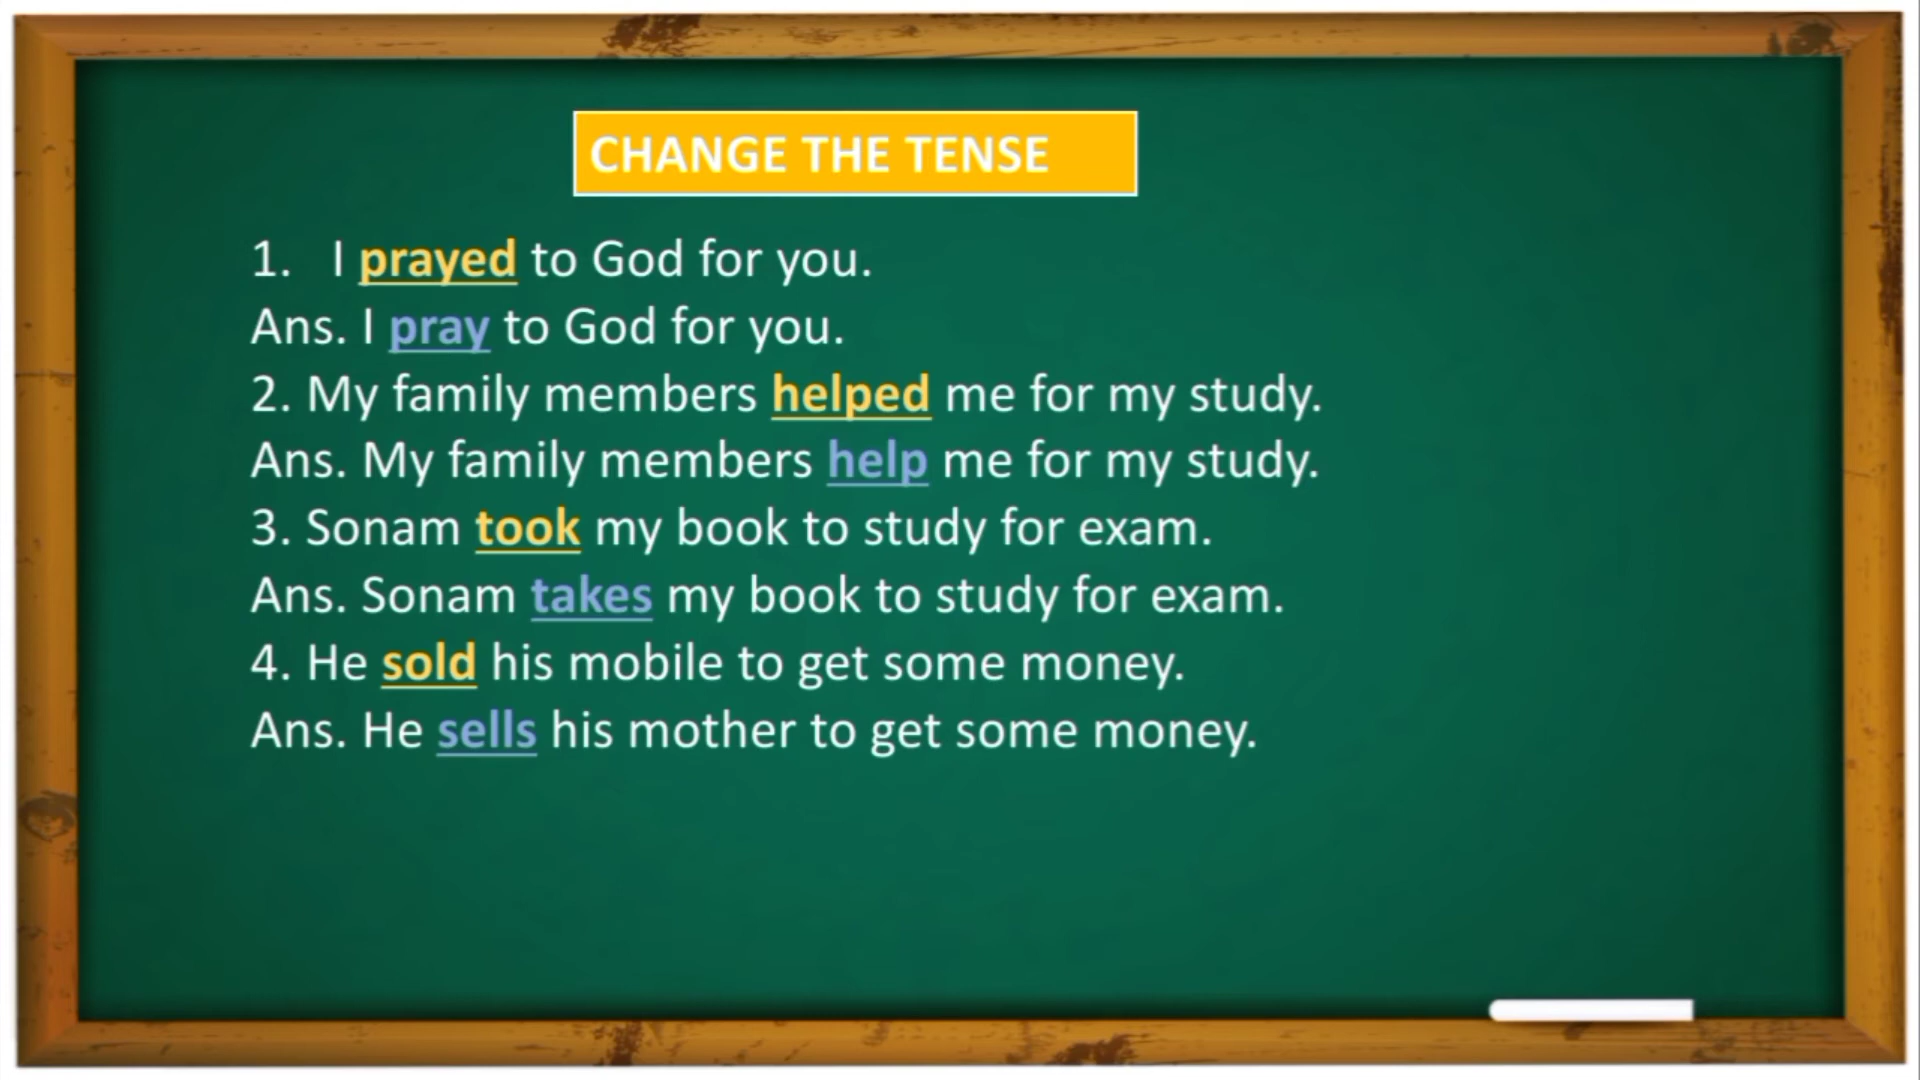 CHANGE THE TENSE
1. I prayed to God for you.
Ans. I pray to God for you.
2. My family members helped me for my study.
Ans. My family members help me for my study.
3. Sonam took my book to study for exam.
Ans. Sonam takes my book to study for exam.
4. He sold his mobile to get some money.
Ans. He sells his mother to get some money.